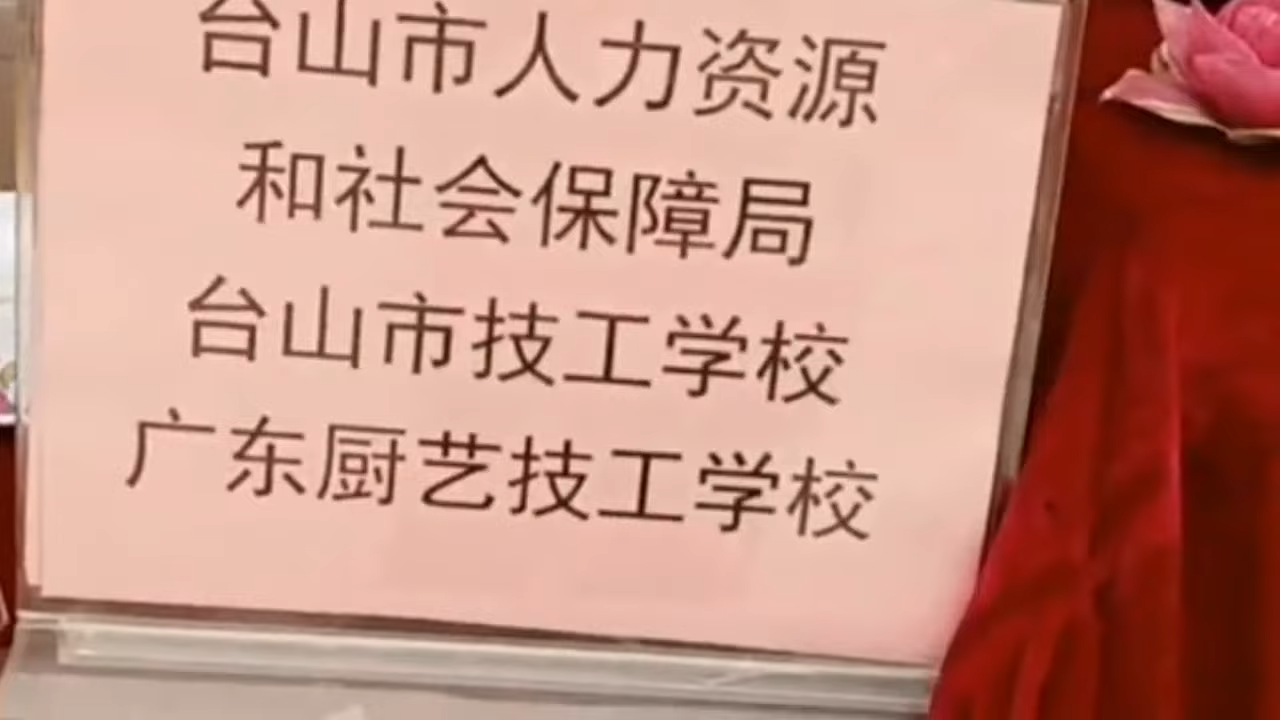 台山市人力资源
和社会保障局
台山市技工学校
广东厨艺技工学校